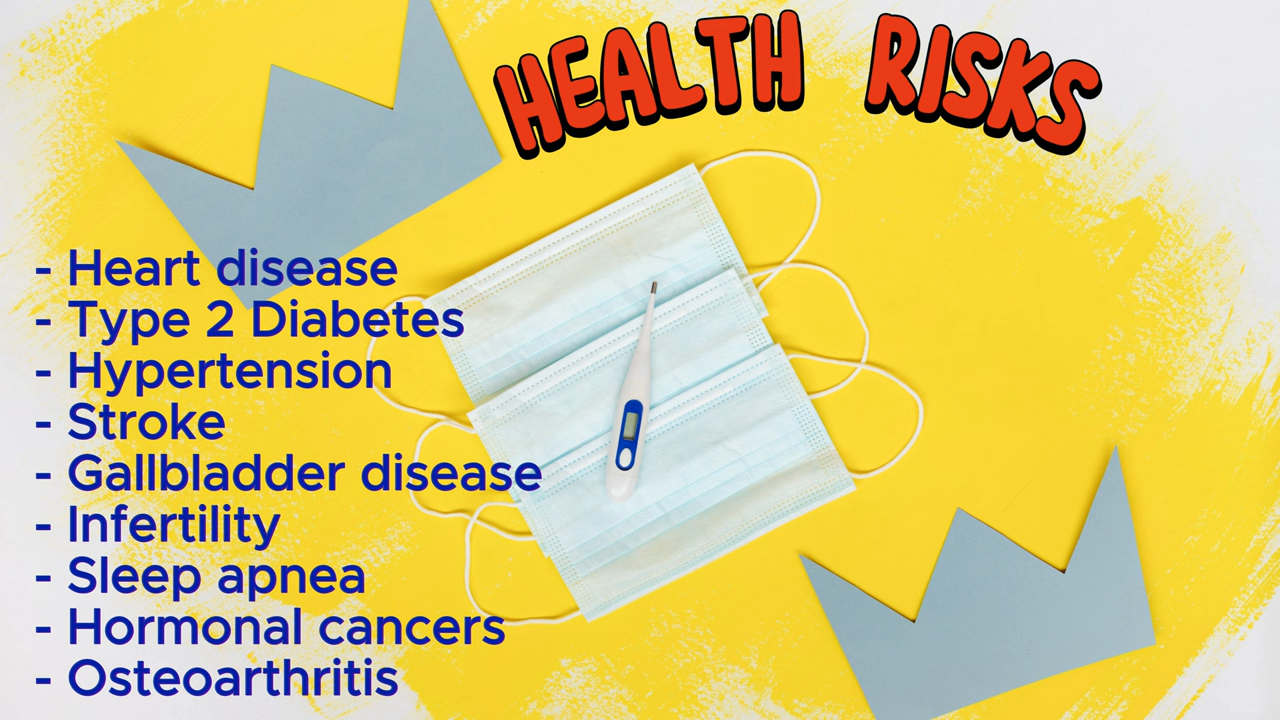 HEALTH RISKS
- Heart disease
- Type 2 Diabetes
- Hypertension
- Stroke
- Gallbladder disease
- Infertility
- Sleep apnea
- Hormonal cancers
- Osteoarthritis